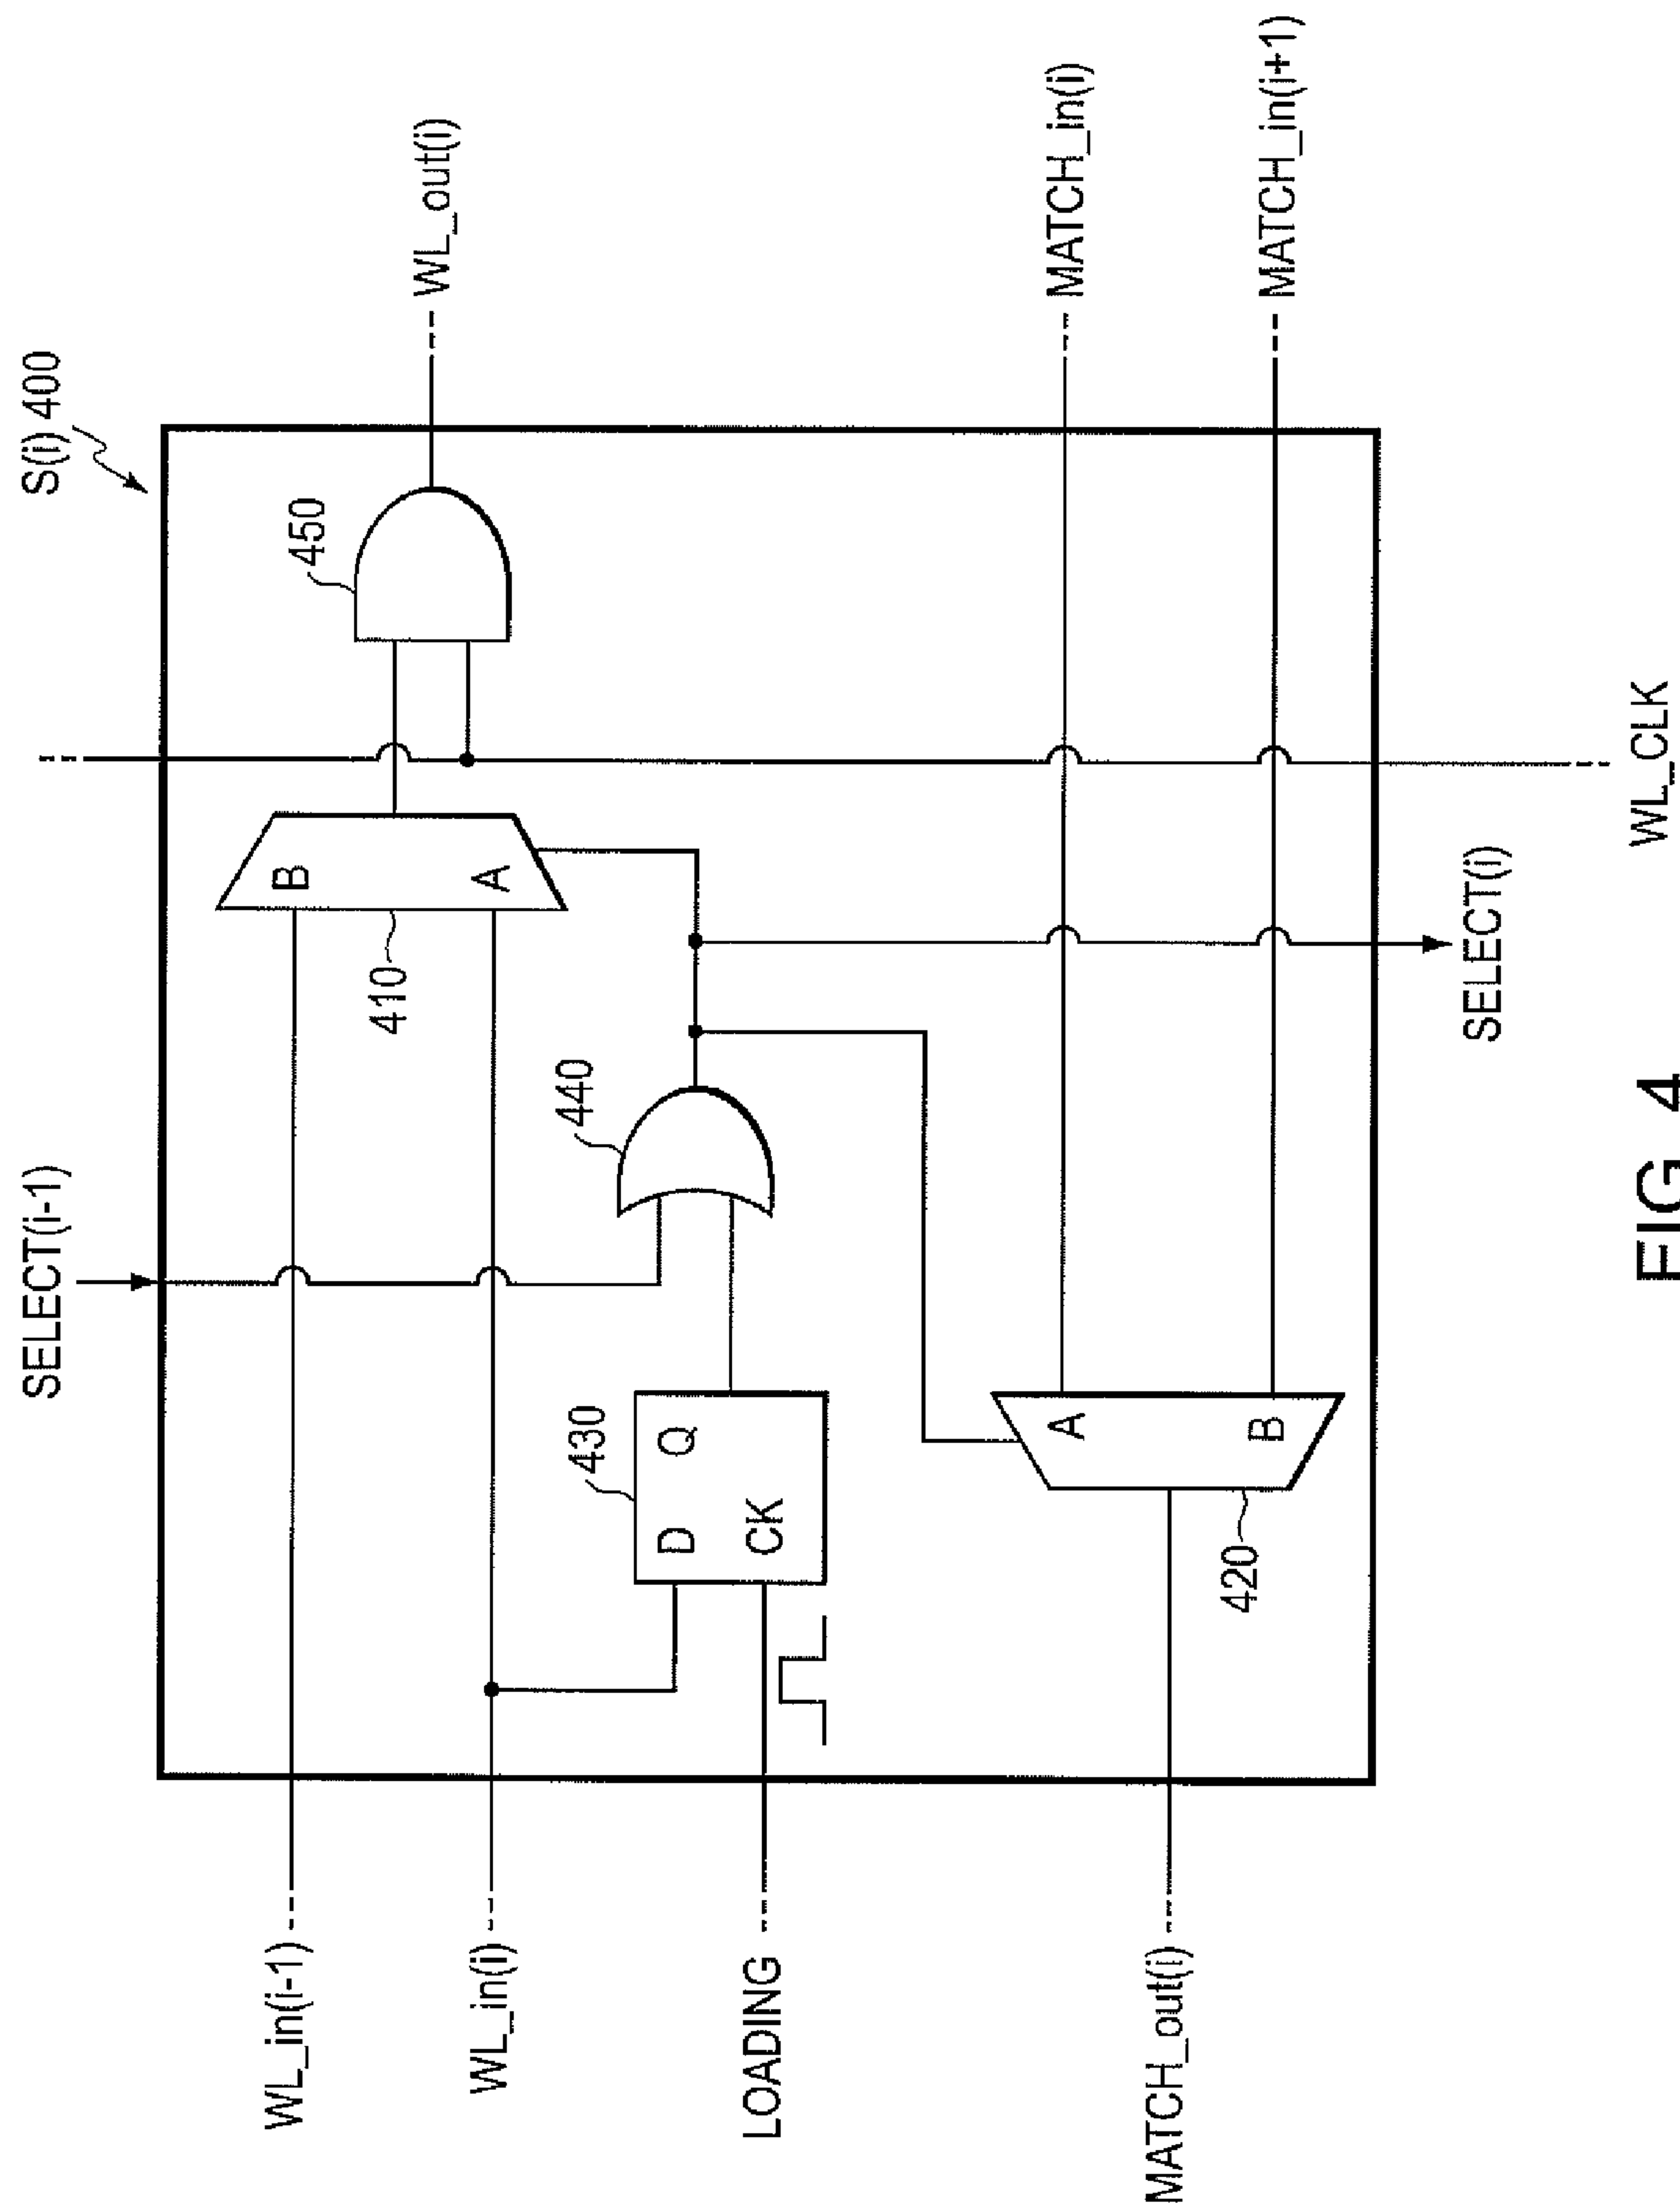 S(i) 400
SELECT(i-1)
WL_in(i-1)
B
410
450
WL_out(i)
WL_in(i)
A
440
430
D Q
CK
LOADING
MATCH_out(i)
A
B
420
MATCH_in(i)
MATCH_in(i+1)
SELECT(i)
WL_CLK
FIG. 4